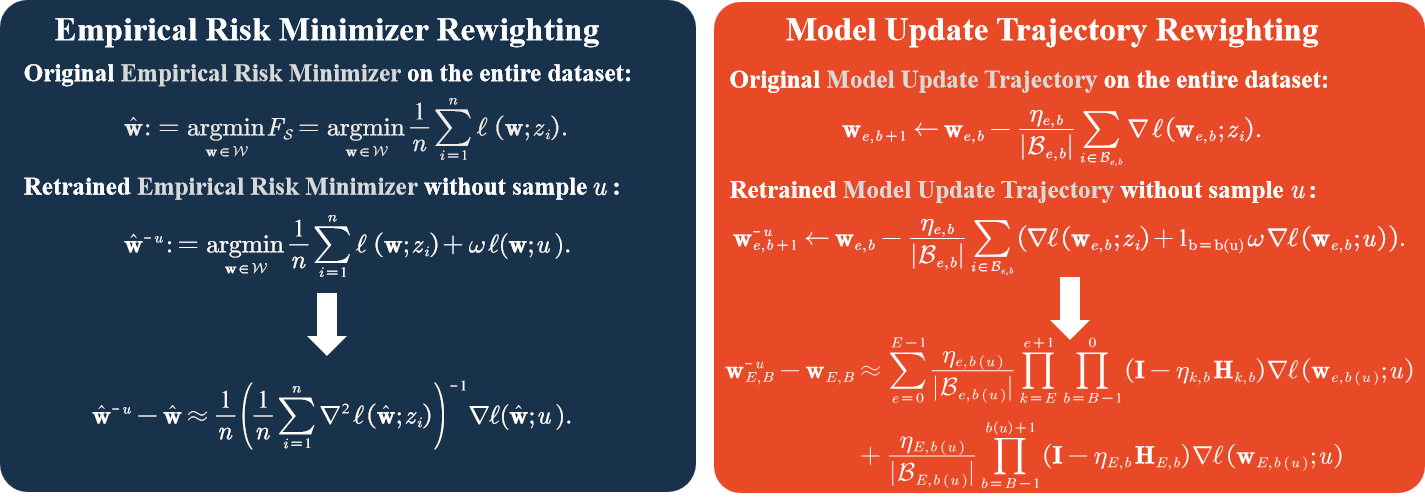 Empirical Risk Minimizer Rewighting
Original Empirical Risk Minimizer on the entire dataset:
$\hat{\mathbf{w}} := \underset{\mathbf{w} \in \mathcal{W}}{\operatorname{argmin}} F_{\mathcal{S}} = \underset{\mathbf{w} \in \mathcal{W}}{\operatorname{argmin}} \frac{1}{n} \sum_{i=1}^{n} \ell(\mathbf{w}; z_i).$
Retrained Empirical Risk Minimizer without sample $u$:
$\hat{\mathbf{w}}^{-u} := \underset{\mathbf{w} \in \mathcal{W}}{\operatorname{argmin}} \frac{1}{n} \sum_{i=1}^{n} \ell(\mathbf{w}; z_i) + \omega \ell(\mathbf{w}; u).$
$\hat{\mathbf{w}}^{-u} - \hat{\mathbf{w}} \approx \frac{1}{n} \left( \frac{1}{n} \sum_{i=1}^{n} \nabla^2 \ell(\hat{\mathbf{w}}; z_i) \right)^{-1} \nabla \ell(\hat{\mathbf{w}}; u).$
Model Update Trajectory Rewighting
Original Model Update Trajectory on the entire dataset:
$\mathbf{w}_{e,b+1} \leftarrow \mathbf{w}_{e,b} - \frac{\eta_{e,b}}{|\mathcal{B}_{e,b}|} \sum_{i \in \mathcal{B}_{e,b}} \nabla \ell(\mathbf{w}_{e,b}; z_i).$
Retrained Model Update Trajectory without sample $u$:
$\mathbf{w}_{e,b+1}^{-u} \leftarrow \mathbf{w}_{e,b} - \frac{\eta_{e,b}}{|\mathcal{B}_{e,b}|} \sum_{i \in \mathcal{B}_{e,b}} (\nabla \ell(\mathbf{w}_{e,b}; z_i) + 1_{\mathrm{b=b(u)}} \omega \nabla \ell(\mathbf{w}_{e,b}; u)).$
$\mathbf{w}_{E,B}^{-u} - \mathbf{w}_{E,B} \approx \sum_{e=0}^{E-1} \frac{\eta_{e,b(u)}}{|\mathcal{B}_{e,b(u)}|} \prod_{k=E}^{e+1} \prod_{b=B-1}^{0} (\mathbf{I} - \eta_{k,b} \mathbf{H}_{k,b}) \nabla \ell(\mathbf{w}_{e,b(u)}; u)$
$+ \frac{\eta_{E,b(u)}}{|\mathcal{B}_{E,b(u)}|} \prod_{b=B-1}^{b(u)+1} (\mathbf{I} - \eta_{E,b} \mathbf{H}_{E,b}) \nabla \ell(\mathbf{w}_{E,b(u)}; u)$